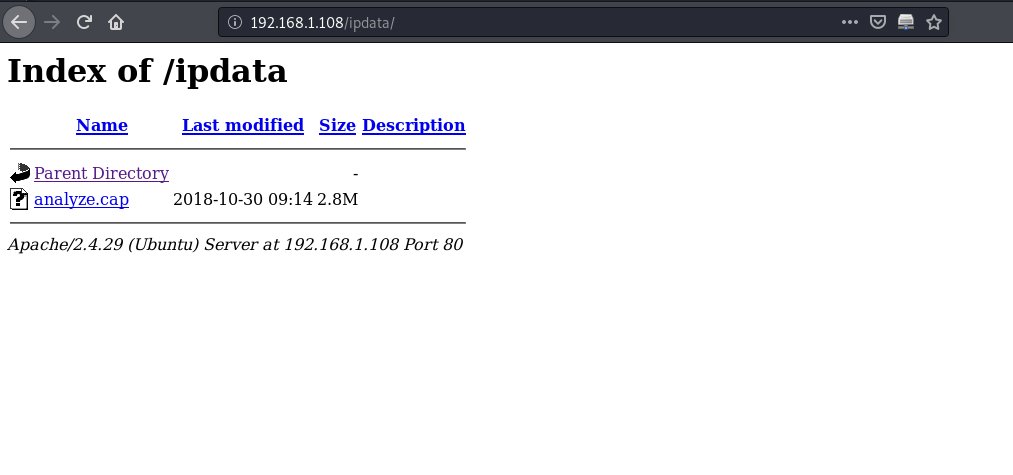 192.168.1.108/ipdata/
Index of /ipdata
Name Last modified Size Description
Parent Directory -
analyze.cap 2018-10-30 09:14 2.8M
Apache/2.4.29 (Ubuntu) Server at 192.168.1.108 Port 80